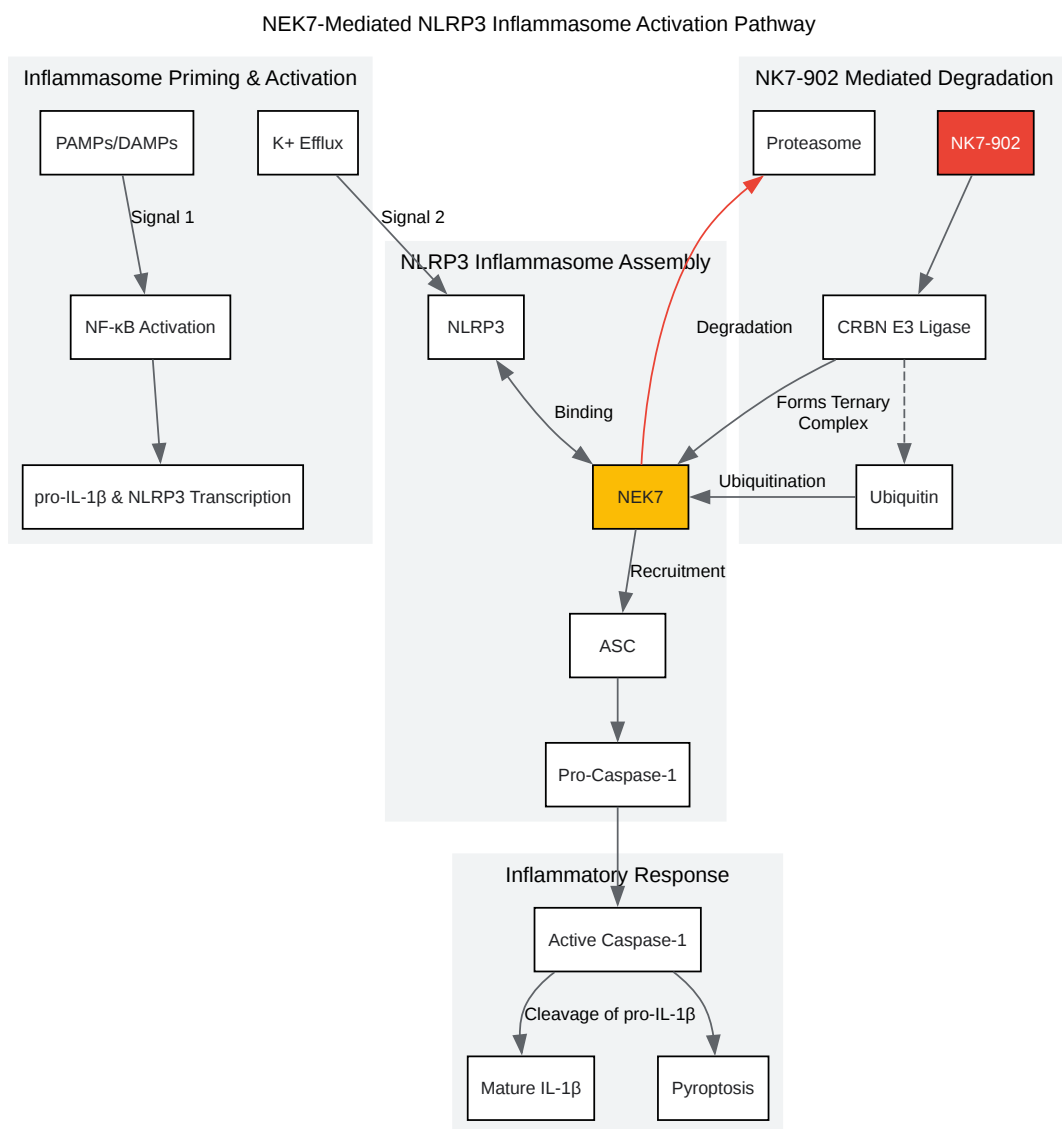 NEK7-Mediated NLRP3 Inflammasome Activation Pathway
Inflammasome Priming & Activation
NK7-902 Mediated Degradation
PAMPs/DAMPs
K+ Efflux
Proteasome
NK7-902
Signal 1
Signal 2
NLRP3 Inflammasome Assembly
NF-κB Activation
NLRP3
Degradation
CRBN E3 Ligase
Binding
Forms Ternary
Complex
pro-IL-1β & NLRP3 Transcription
NEK7
Ubiquitination
Ubiquitin
Recruitment
ASC
Pro-Caspase-1
Inflammatory Response
Active Caspase-1
Cleavage of pro-IL-1β
Mature IL-1β
Pyroptosis